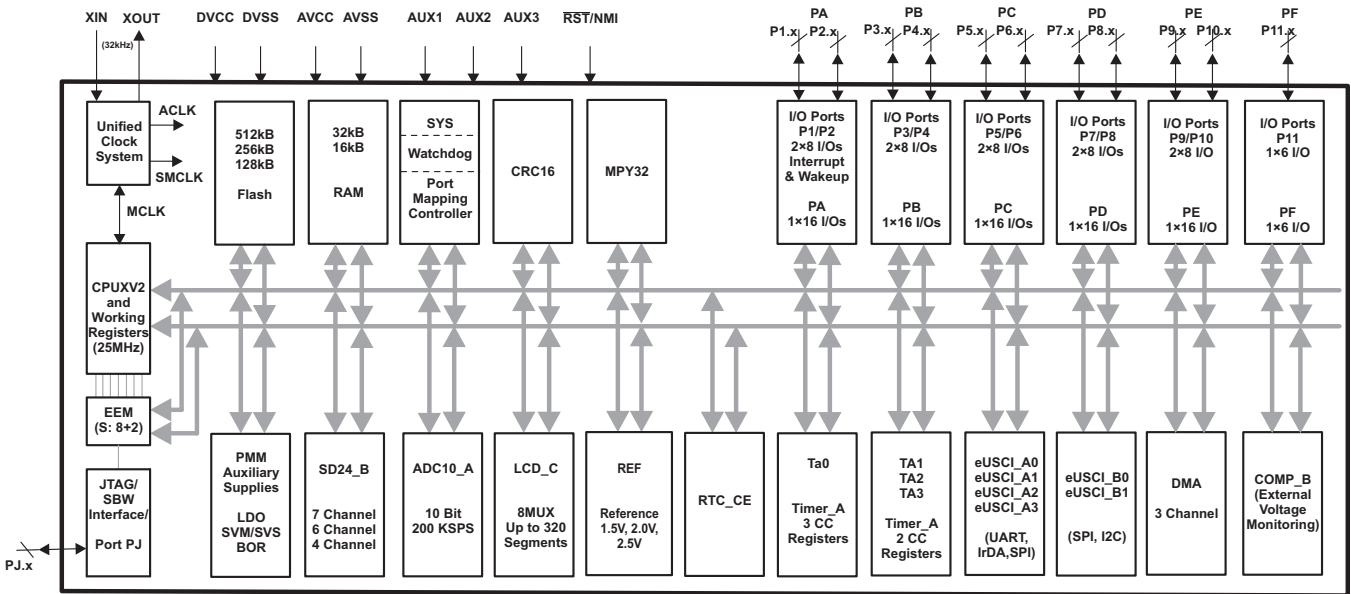 XIN
XOUT
(32kHz)
DVCC
DVSS
AVCC
AVSS
AUX1
AUX2
AUX3
RST/NMI
PA
P1.x
P2.x
PB
P3.x
P4.x
PC
P5.x
P6.x
PD
P7.x
P8.x
PE
P9.x
P10.x
PF
P11.x
Unified
Clock
System
ACLK
SMCLK
MCLK
512kB
256kB
128kB
Flash
32kB
16kB
RAM
SYS
Watchdog
Port
Mapping
Controller
CRC16
MPY32
I/O Ports
P1/P2
2×8 I/Os
Interrupt
& Wakeup
PA
1×16 I/Os
I/O Ports
P3/P4
2×8 I/Os
PB
1×16 I/Os
I/O Ports
P5/P6
2×8 I/Os
PC
1×16 I/Os
I/O Ports
P7/P8
2×8 I/Os
PD
1×16 I/Os
I/O Ports
P9/P10
2×8 I/O
PE
1×16 I/O
I/O Ports
P11
1×6 I/O
PF
1×6 I/O
CPUXV2
and
Working
Registers
(25MHz)
EEM
(S: 8+2)
JTAG/
SBW
Interface/
Port PJ
PJ.x
PMM
Auxiliary
Supplies
LDO
SVM/SVS
BOR
SD24_B
7 Channel
6 Channel
4 Channel
ADC10_A
10 Bit
200 KSPS
LCD_C
8MUX
Up to 320
Segments
REF
Reference
1.5V, 2.0V,
2.5V
RTC_CE
Ta0
Timer_A
3 CC
Registers
TA1
TA2
TA3
Timer_A
2 CC
Registers
eUSCI_A0
eUSCI_A1
eUSCI_A2
eUSCI_A3
(UART,
IrDA,SPI)
eUSCI_B0
eUSCI_B1
(SPI, I2C)
DMA
3 Channel
COMP_B
(External
Voltage
Monitoring)